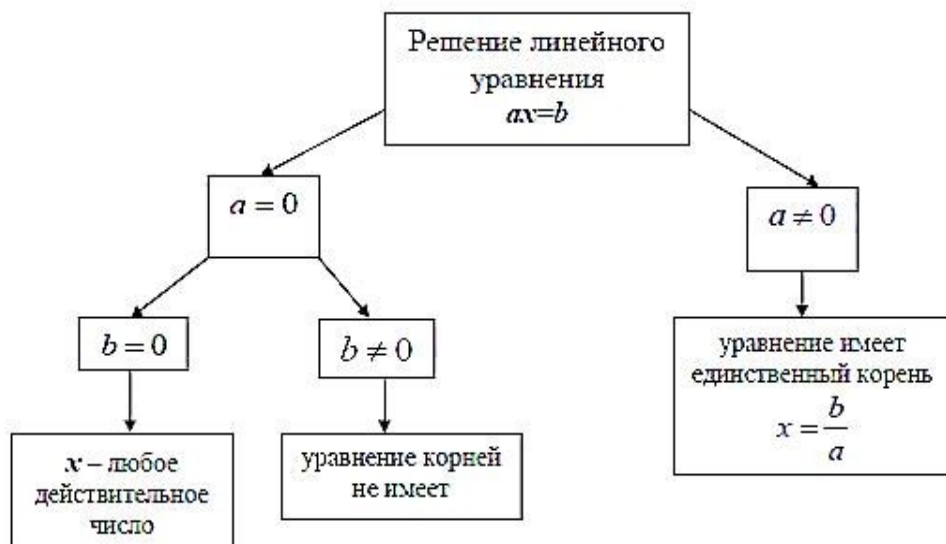 Решение линейного
уравнения
ax=b
a = 0
a ≠ 0
b = 0
b ≠ 0
уравнение имеет
единственный корень
x = b/a
x – любое
действительное
число
уравнение корней
не имеет